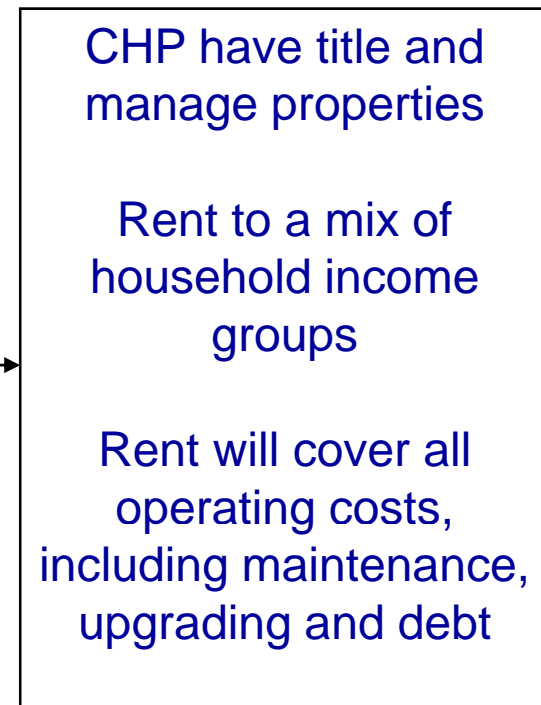 CHP have title and
manage properties
Rent to a mix of
household income
groups
Rent will cover all
operating costs,
including maintenance,
upgrading and debt